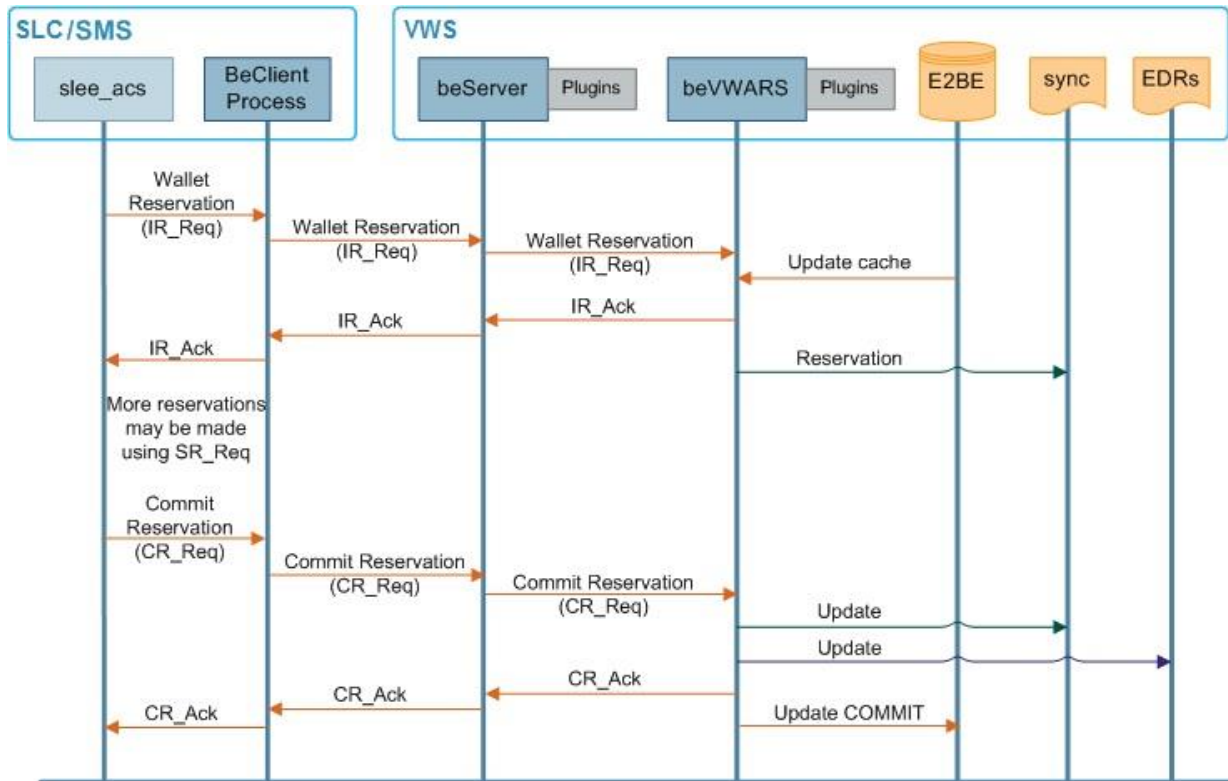 SLC/SMS
VWS
slee_acs
BeClient
Process
beServer
Plugins
beVWARS
Plugins
E2BE
sync
EDRs
Wallet
Reservation
(IR_Req)
Wallet Reservation
(IR_Req)
Wallet Reservation
(IR_Req)
Update cache
IR_Ack
IR_Ack
IR_Ack
Reservation
More reservations
may be made
using SR_Req
Commit
Reservation
(CR_Req)
Commit Reservation
(CR_Req)
Commit Reservation
(CR_Req)
Update
Update
CR_Ack
CR_Ack
CR_Ack
Update COMMIT